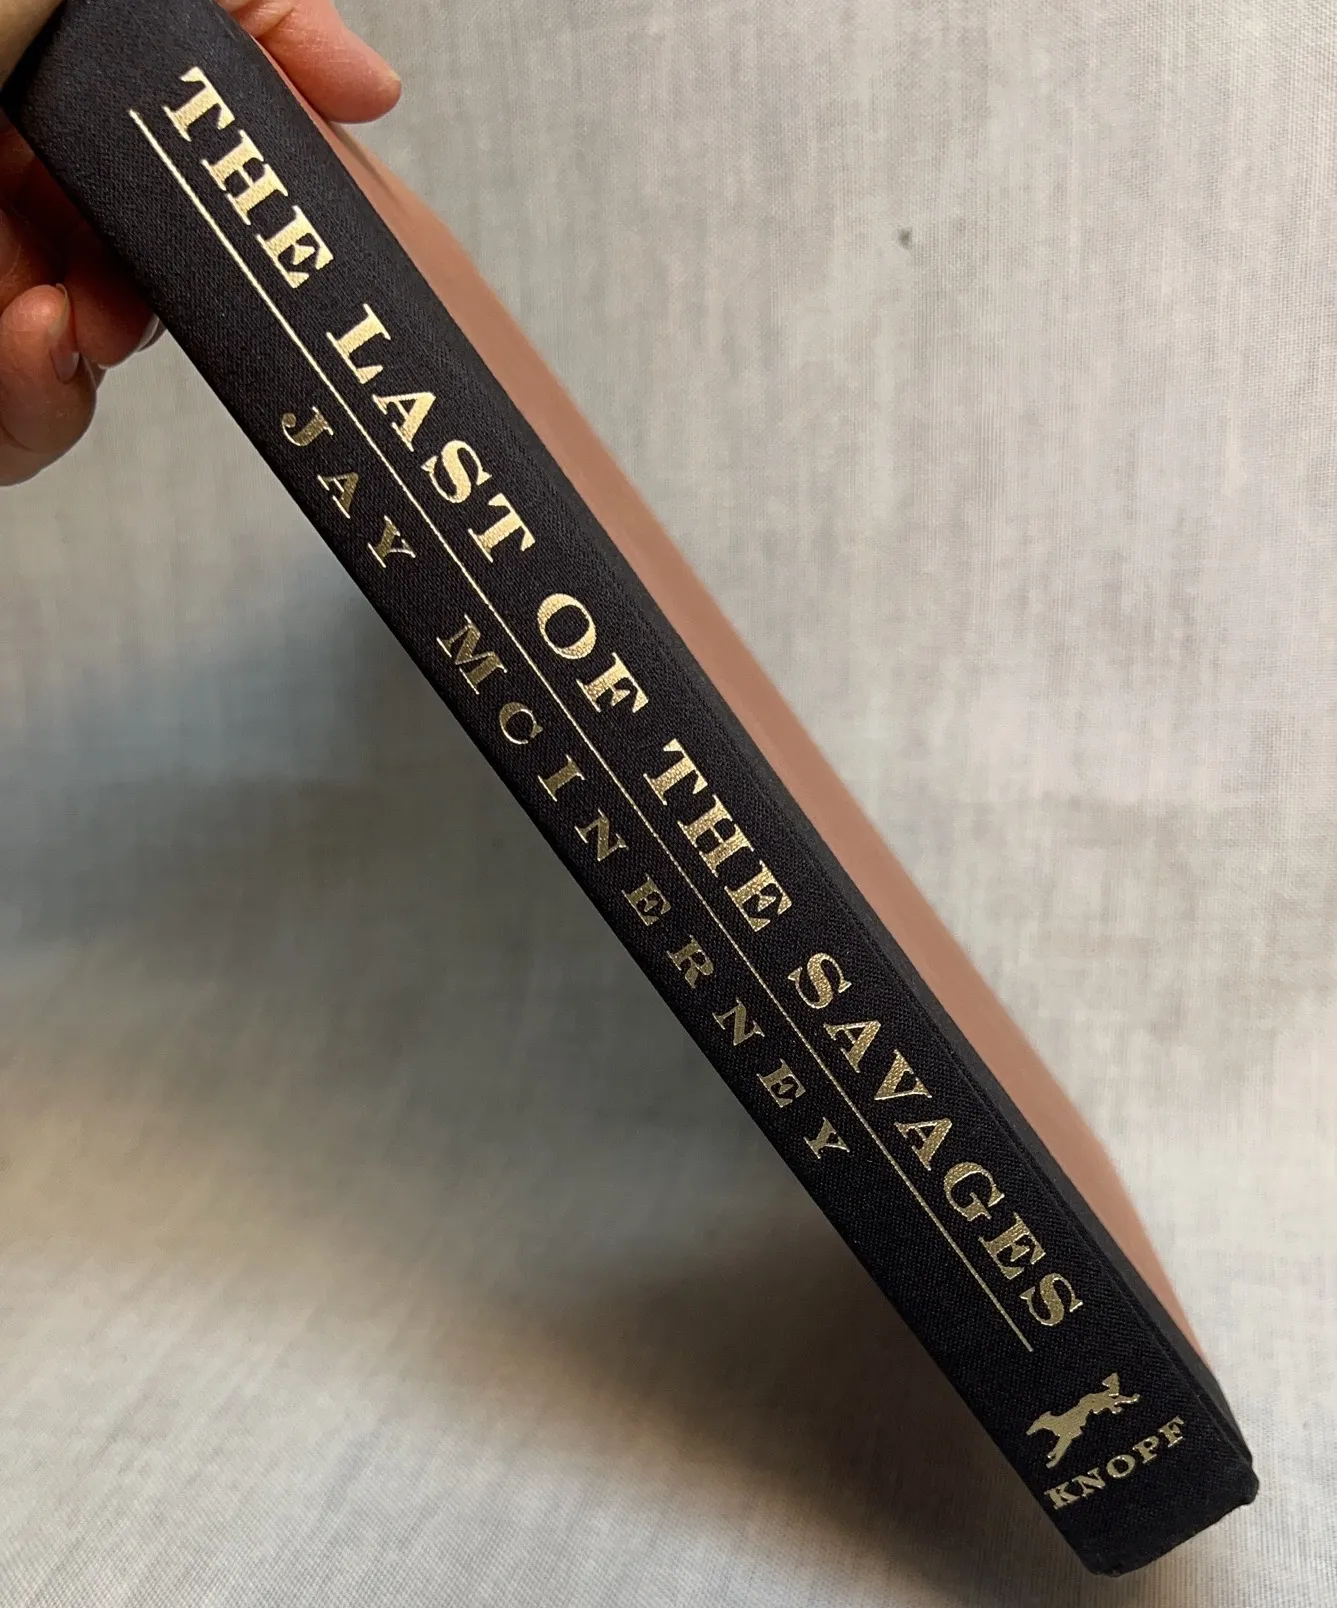 THE LAST OF THE SAVAGES
JAY MCINERNEY
KNOPF